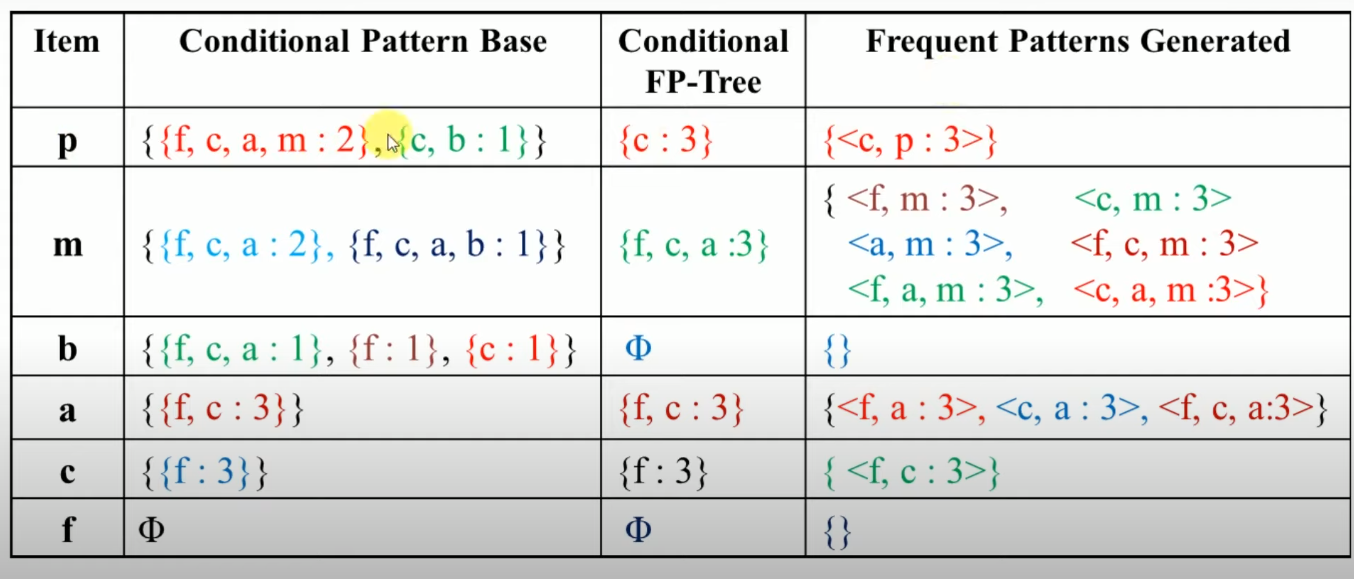 Item Conditional Pattern Base Conditional FP-Tree Frequent Patterns Generated
p {{f, c, a, m : 2}, {c, b : 1}} {c : 3} {<c, p : 3>}
m {{f, c, a : 2}, {f, c, a, b : 1}} {f, c, a :3} { <f, m : 3>, <c, m : 3>
<a, m : 3>, <f, c, m : 3>
<f, a, m : 3>, <c, a, m :3>}
b {{f, c, a : 1}, {f : 1}, {c : 1}} Φ {}
a {{f, c : 3}} {f, c : 3} {<f, a : 3>, <c, a : 3>, <f, c, a:3>}
c {{f : 3}} {f : 3} { <f, c : 3>}
f Φ Φ {}